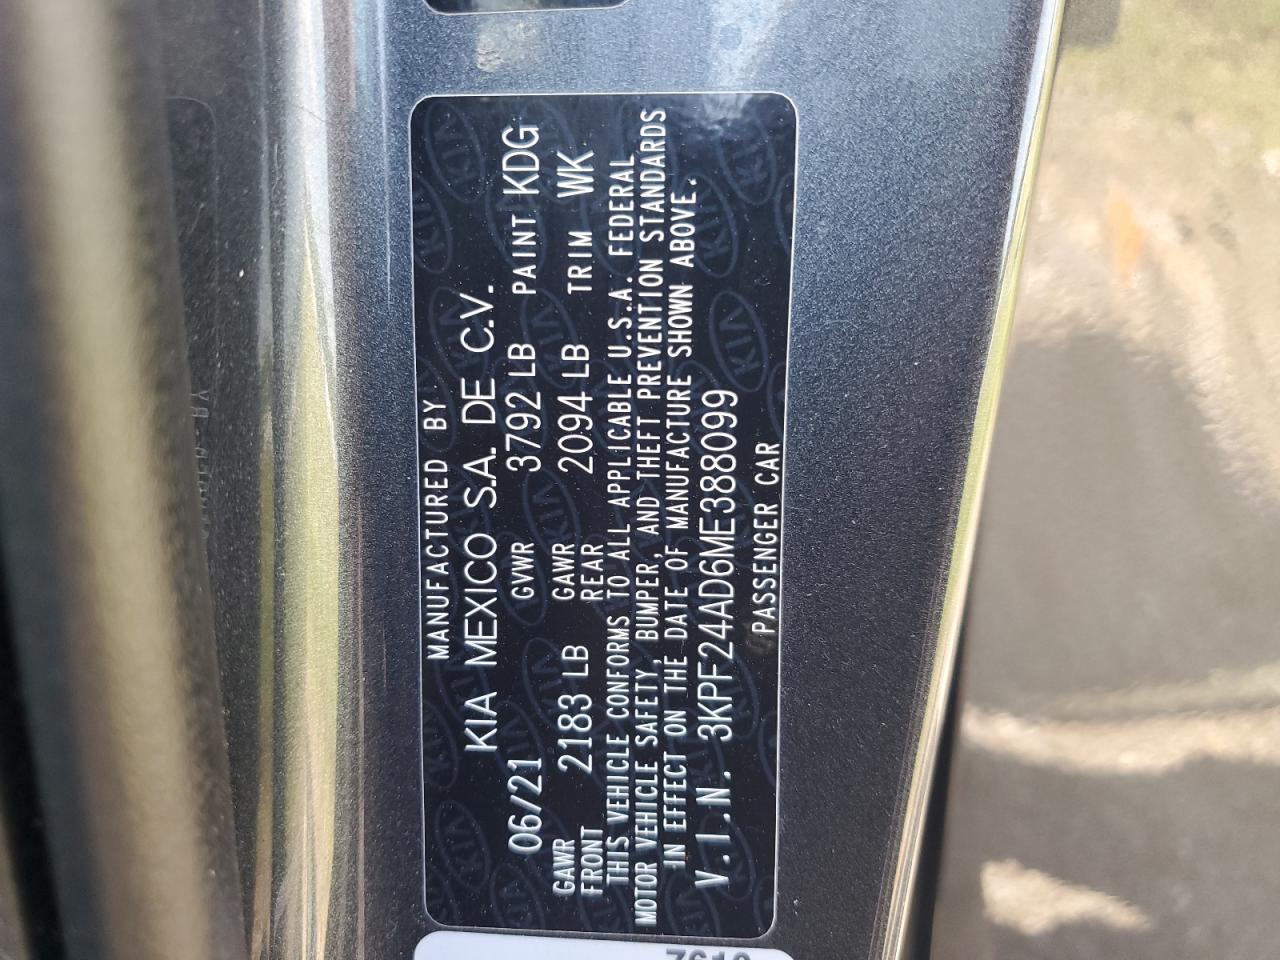 MANUFACTURED BY
KIA MEXICO S.A. DE C.V.
06/21 GVWR 3792 LB PAINT KDG
GAWR FRONT 2183 LB GAWR REAR 2094 LB TRIM WK
THIS VEHICLE CONFORMS TO ALL APPLICABLE U.S.A. FEDERAL
MOTOR VEHICLE SAFETY, BUMPER, AND THEFT PREVENTION STANDARDS
IN EFFECT ON THE DATE OF MANUFACTURE SHOWN ABOVE.
V.I.N. 3KPF24AD6ME388099
PASSENGER CAR